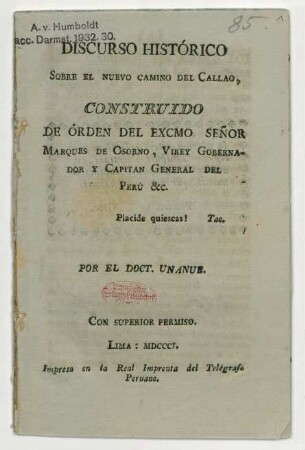 A. v. Humboldt
acc. Darmst. 1932. 30.
85.
DISCURSO HISTÓRICO
SOBRE EL NUEVO CAMINO DEL CALLAO,
CONSTRUIDO
DE ÓRDEN DEL EXCMO SEÑOR
MARQUES DE OSORNO, VIREY GOBERNA-
DOR Y CAPITAN GENERAL DEL
PERÚ &c.
Placide quiescas! Tac.
POR EL DOCT. UNANUE.
CON SUPERIOR PERMISO.
LIMA: MDCCCI.
Impreso en la Real Imprenta del Telégrafo
Peruano.